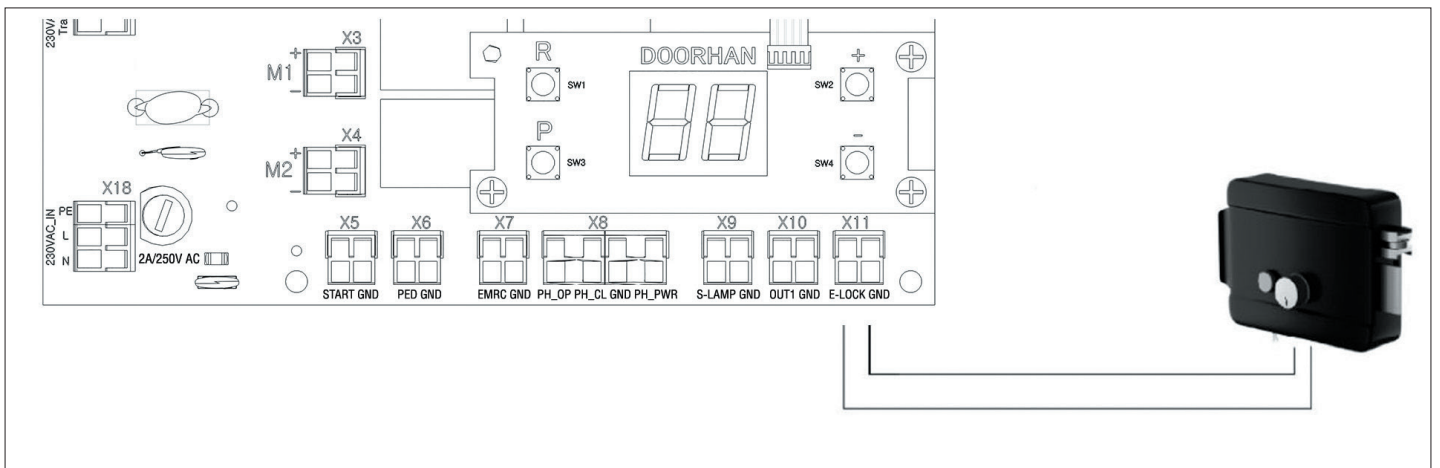 230VA
Tra
X3
+
M1
-
X4
+
M2
-
X18
PE
L
N
230VAC_IN
2A/250V AC
R
SW1
P
SW3
DOORHAN
88
+
SW2
-
SW4
X5 X6 X7 X8 X9 X10 X11
START GND PED GND EMRC GND PH_OP PH_CL GND PH_PWR S-LAMP GND OUT1 GND E-LOCK GND